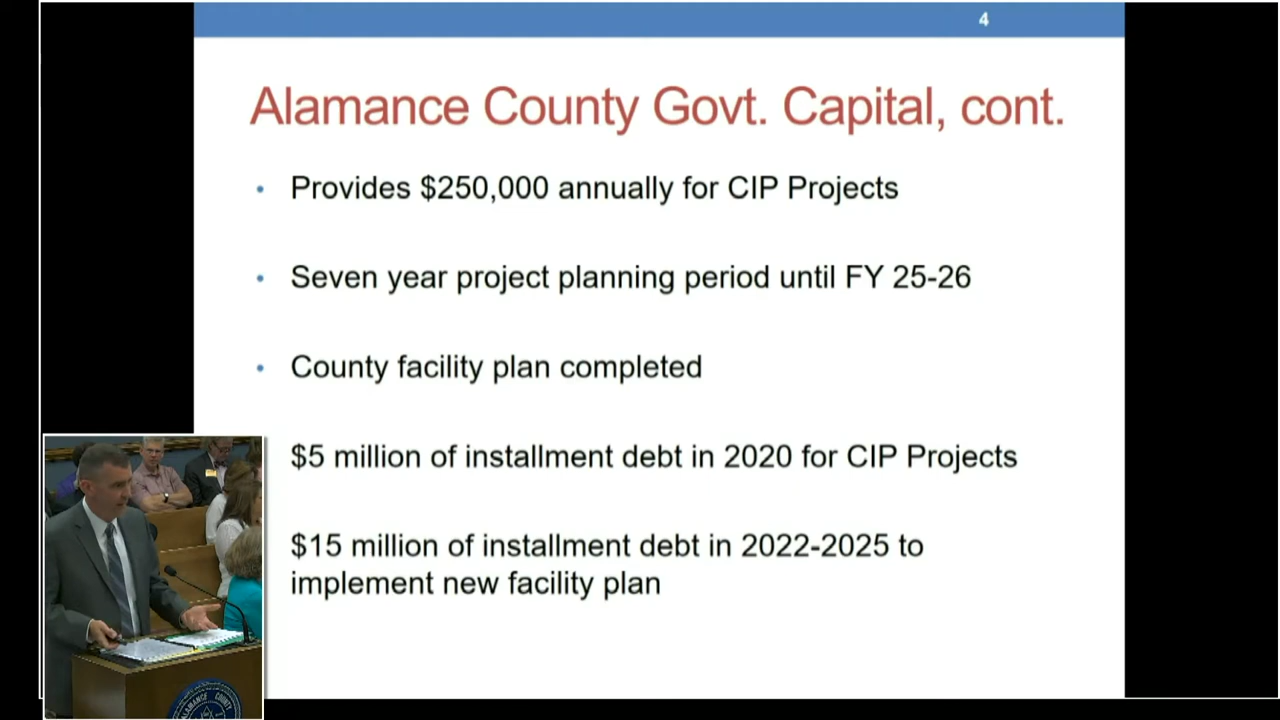 4
Alamance County Govt. Capital, cont.
• Provides $250,000 annually for CIP Projects
• Seven year project planning period until FY 25-26
• County facility plan completed
$5 million of installment debt in 2020 for CIP Projects
$15 million of installment debt in 2022-2025 to
implement new facility plan
ALAMANCE COUNTY